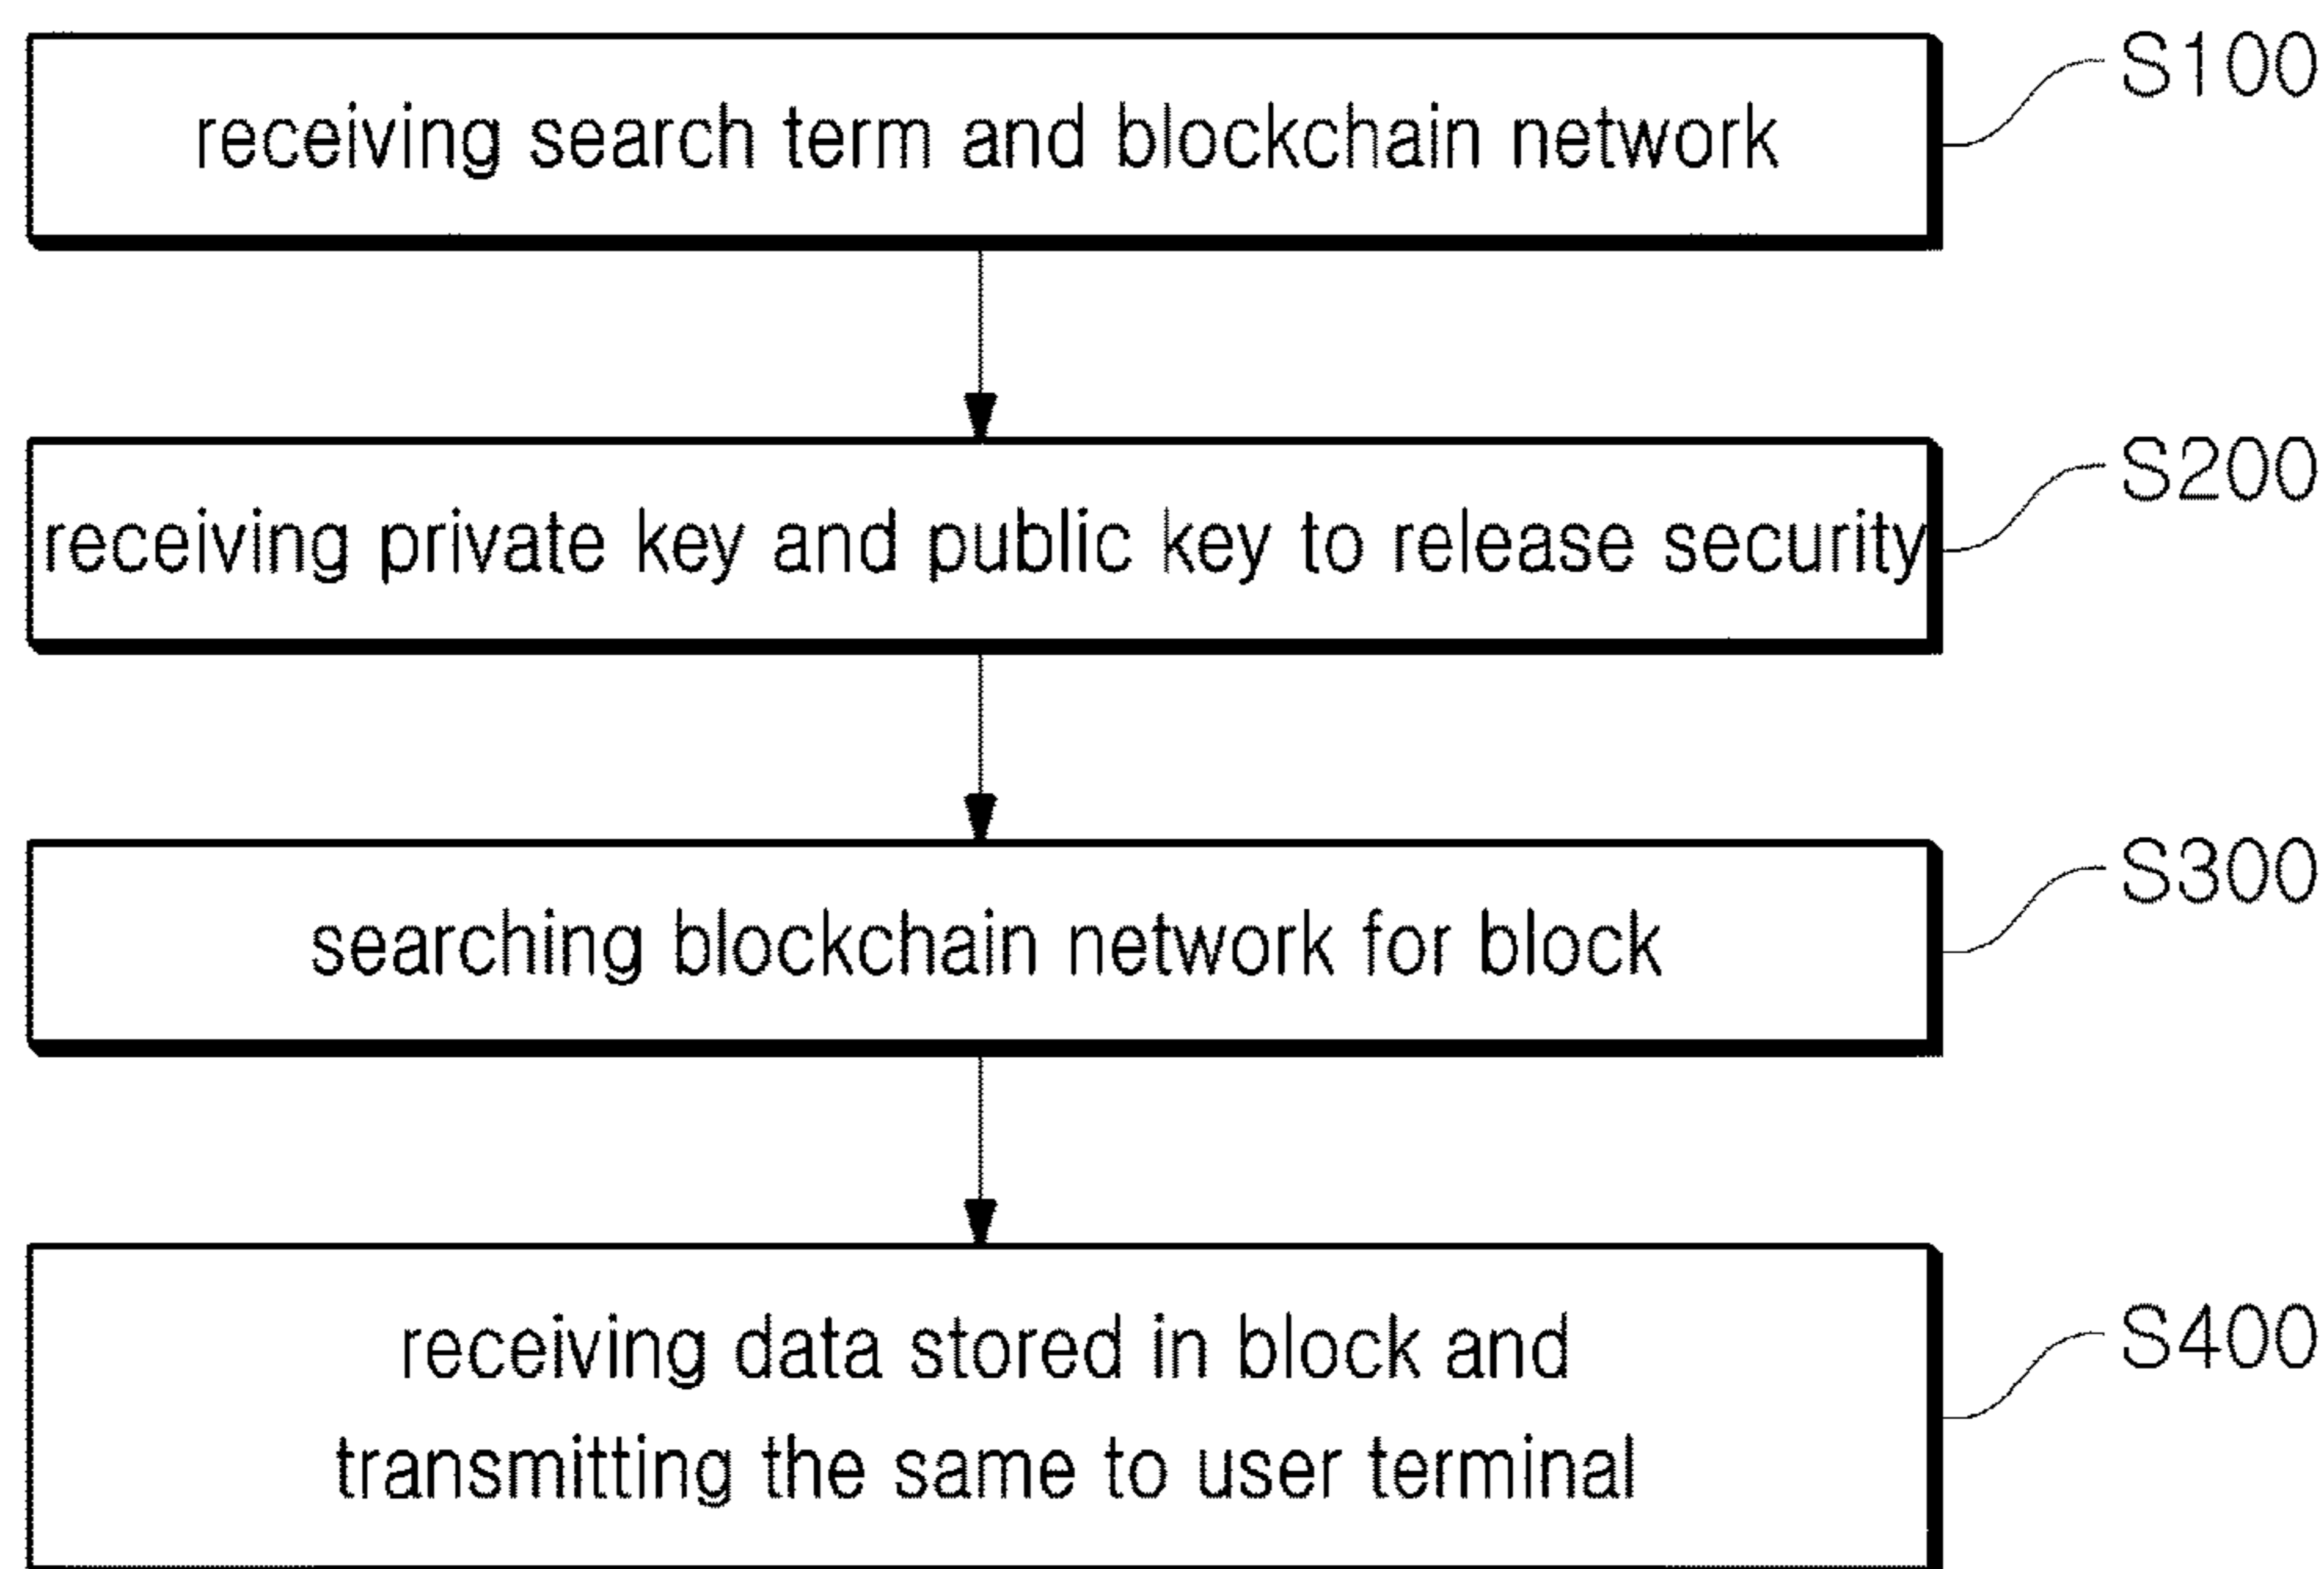 receiving search term and blockchain network
S100
receiving private key and public key to release security
S200
searching blockchain network for block
S300
receiving data stored in block and
transmitting the same to user terminal
S400